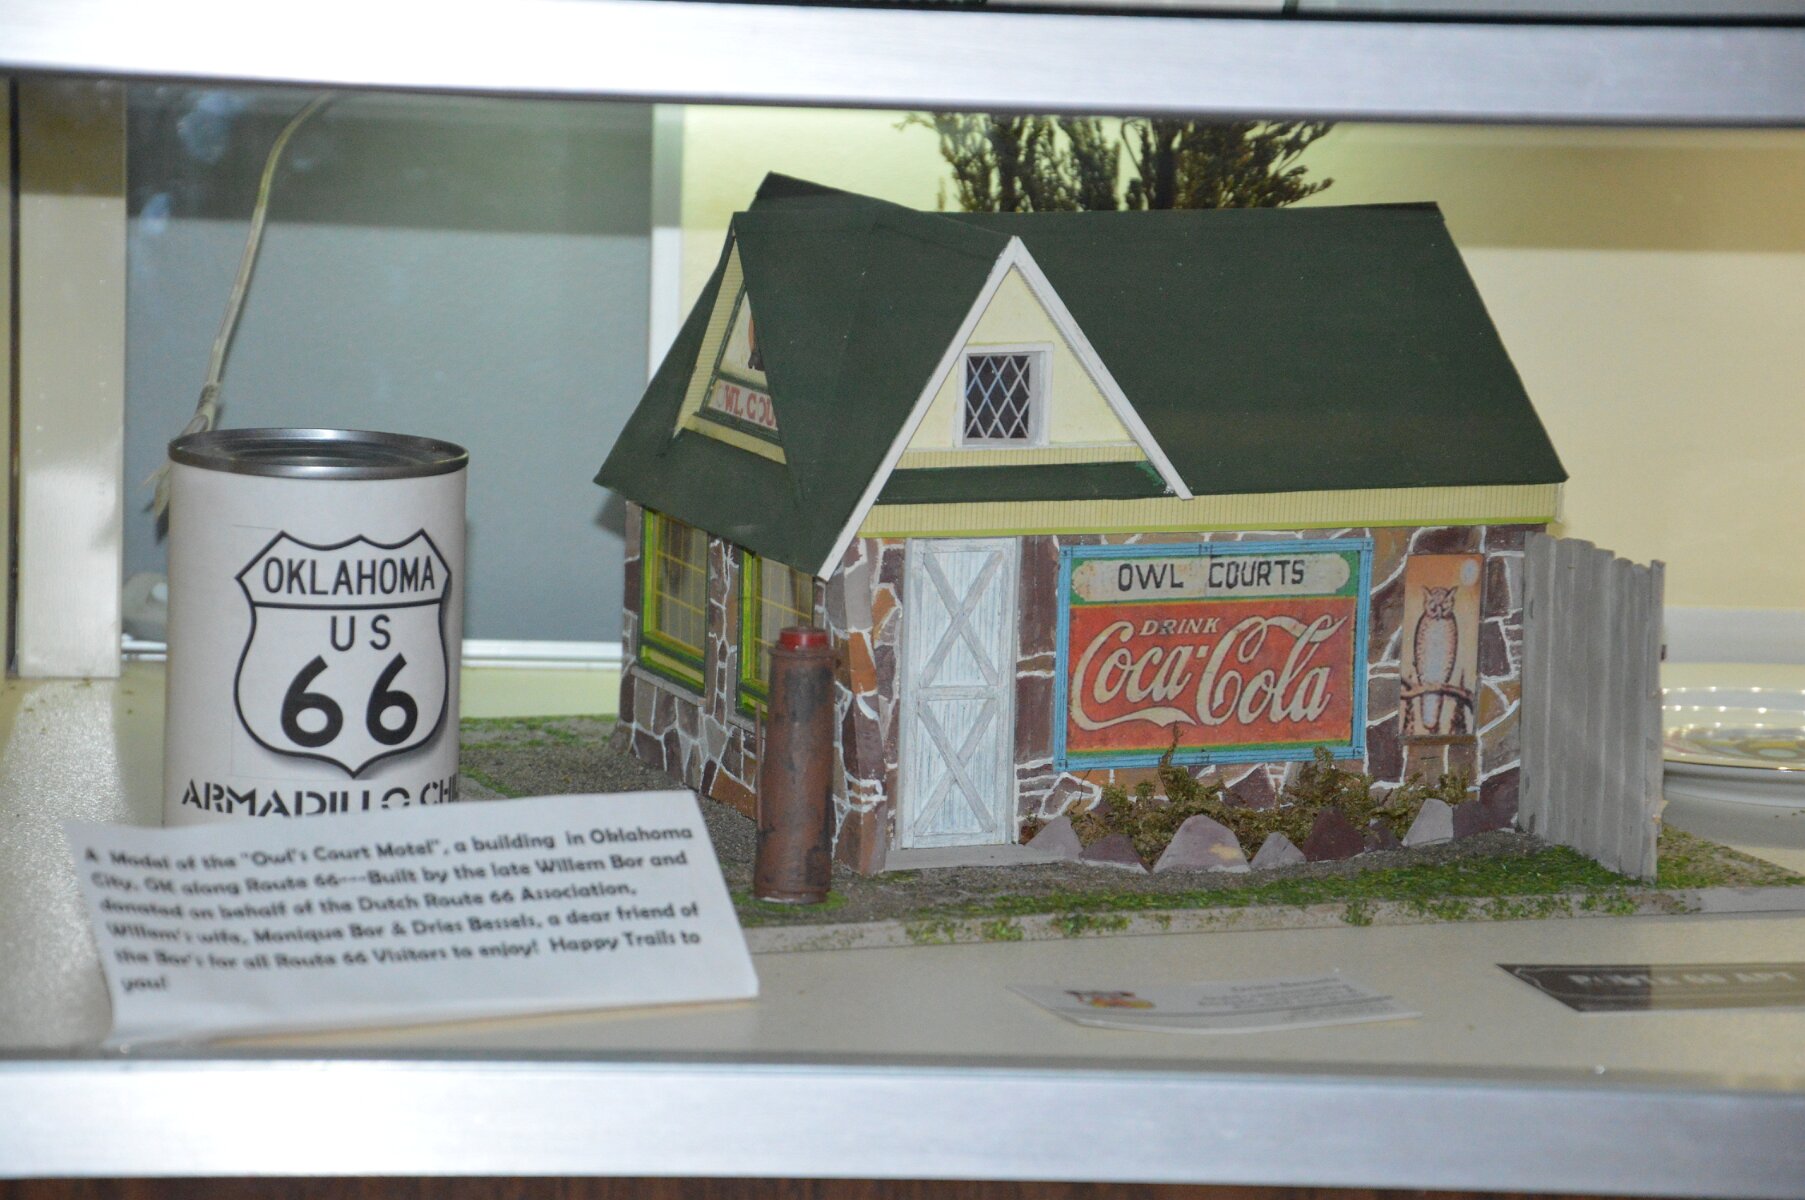 OWL COU
OKLAHOMA
US
66
ARMADILLO CHI
OWL COURTS
DRINK
Coca-Cola
A Model of the "Owl's Court Motel", a building in Oklahoma
City, OK along Route 66---Built by the late Willem Bor and
donated on behalf of the Dutch Route 66 Association,
Willem's wife, Monique Bor & Dries Bessels, a dear friend of
the Bor's for all Route 66 Visitors to enjoy! Happy Trails to
you!